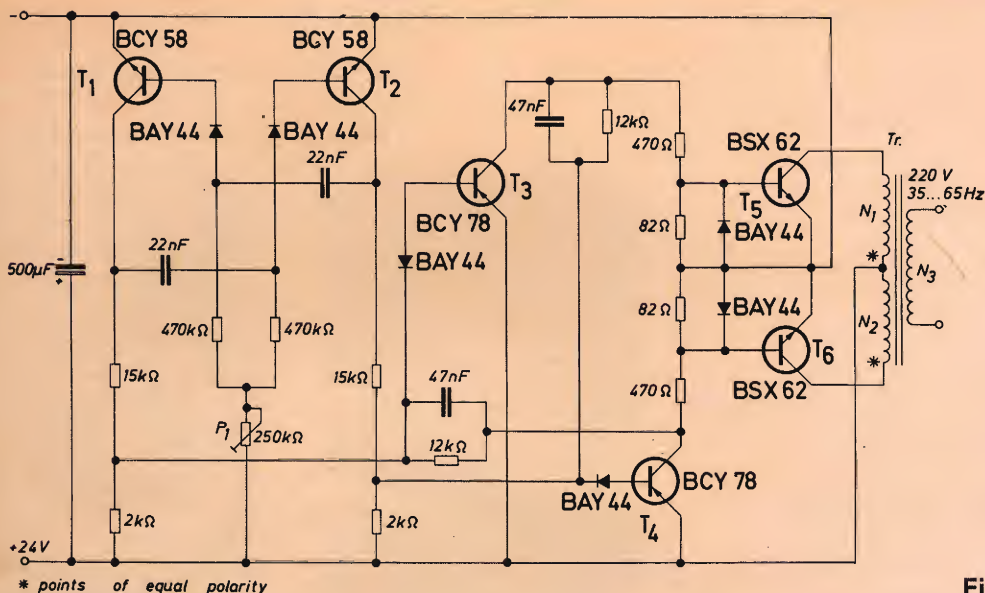 -
BCY 58
BCY 58
T1
T2
BAY 44
BAY 44
22nF
22nF
500µF
-
+
470kΩ
470kΩ
15kΩ
15kΩ
P1
250kΩ
2kΩ
2kΩ
+24V
47nF
12kΩ
T3
BCY 78
BAY 44
47nF
12kΩ
470Ω
82Ω
82Ω
470Ω
BSX 62
T5
BAY 44
BAY 44
T6
BSX 62
BAY 44
T4
BCY 78
Tr.
220 V
35...65Hz
N1
*
N2
*
N3
* points of equal polarity
Fi